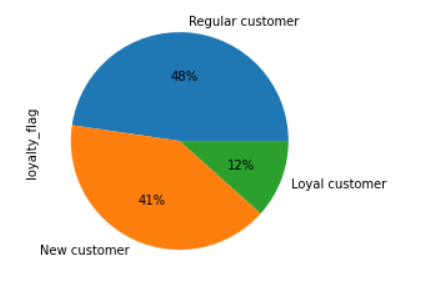 Regular customer
48%
loyalty_flag
12%
Loyal customer
41%
New customer